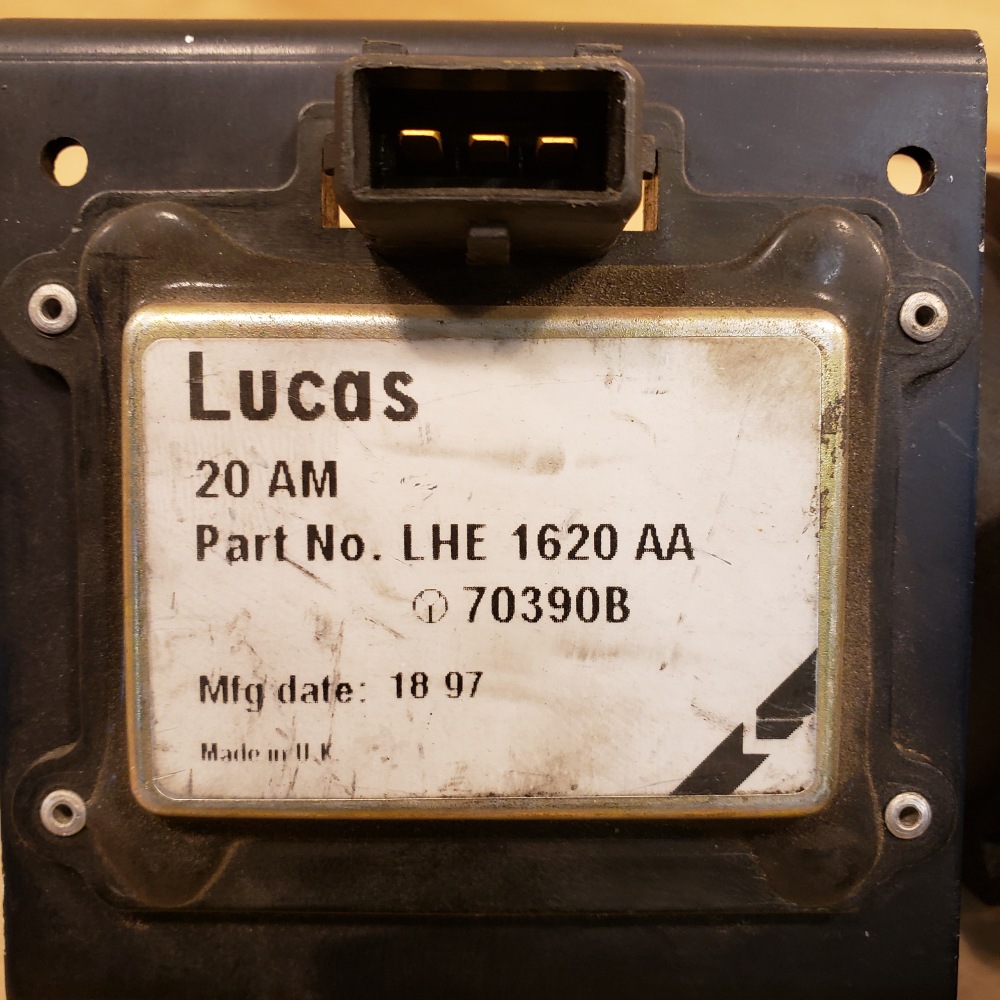 Lucas
20 AM
Part No. LHE 1620 AA
70390B
Mfg date: 18 97
Made in U.K.